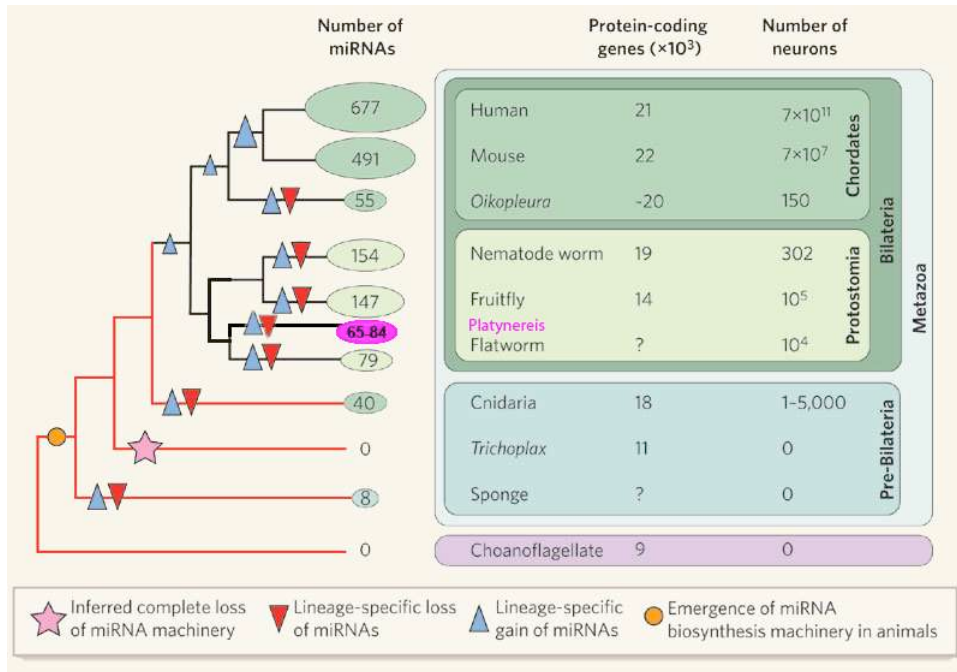 Number of
miRNAs
Protein-coding
genes (×10³)
Number of
neurons
677
Human
21
7×10¹¹
491
Mouse
22
7×10⁷
55
Oikopleura
~20
150
Chordates
154
Nematode worm
19
302
147
Fruitfly
14
10⁵
65-84
Platynereis
79
Flatworm
?
10⁴
Protostomia
Bilateria
40
Cnidaria
18
1–5,000
0
Trichoplax
11
0
8
Sponge
?
0
Pre-Bilateria
Metazoa
0
Choanoflagellate
9
0
Inferred complete loss
of miRNA machinery
Lineage-specific loss
of miRNAs
Lineage-specific
gain of miRNAs
Emergence of miRNA
biosynthesis machinery in animals